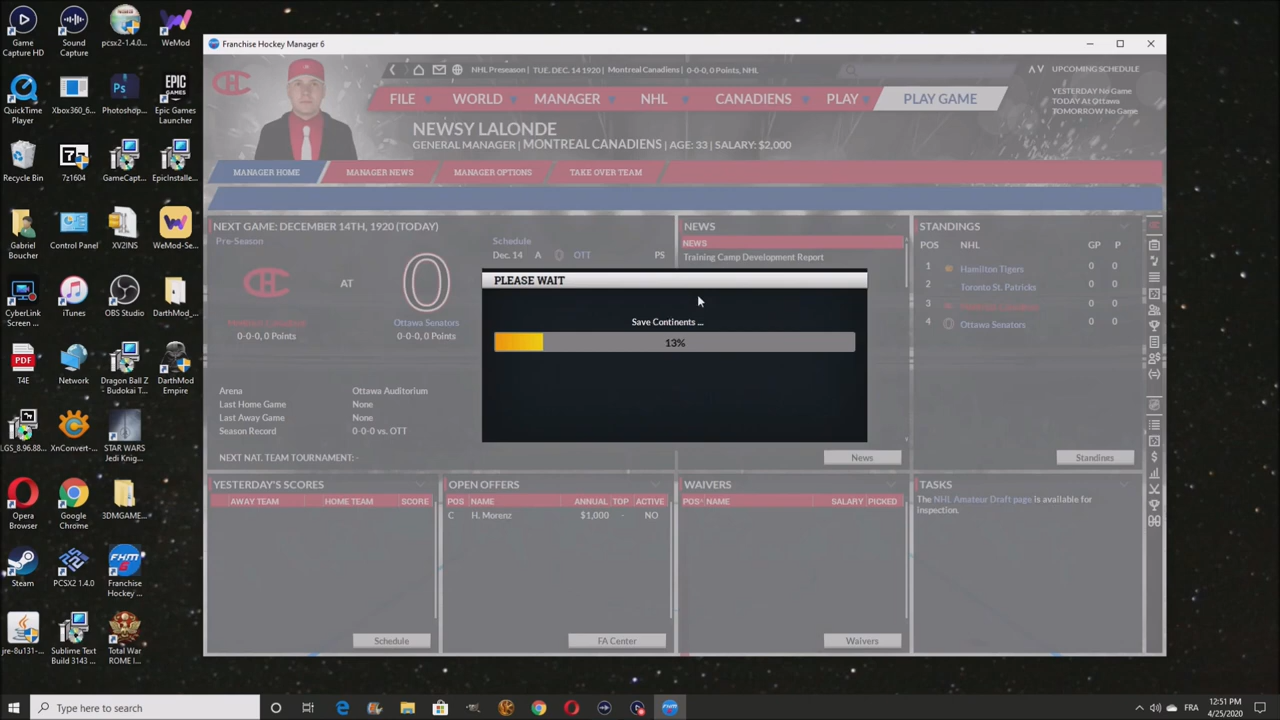 Game Capture HD
Sound Capture
pcsx2-1.4.0...
WeMod
QuickTime Player
Xbox360_6...
Photoshop...
Epic Games Launcher
Recycle Bin
7z1604
GameCapt...
EpicInstalle...
Gabriel Boucher
Control Panel
XV2INS
WeMod-Se...
CyberLink Screen ...
iTunes
OBS Studio
DarthMod_...
T4E
Network
Dragon Ball Z - Budokai T...
DarthMod Empire
LGS_8.96.88...
XnConvert-...
STAR WARS Jedi Knig...
Opera Browser
Google Chrome
3DMGAME...
Steam
PCSX2 1.4.0
Franchise Hockey ...
jre-8u131-...
Sublime Text Build 3143 ...
Total War ROME I...
Franchise Hockey Manager 6
NHL Preseason | TUE. DEC. 14 1920 | Montreal Canadiens | 0-0-0, 0 Points, NHL
FILE WORLD MANAGER NHL CANADIENS PLAY PLAY GAME
UPCOMING SCHEDULE
YESTERDAY No Game
TODAY At Ottawa
TOMORROW No Game
NEWSY LALONDE
GENERAL MANAGER | MONTREAL CANADIENS | AGE: 33 | SALARY: $2,000
MANAGER HOME MANAGER NEWS MANAGER OPTIONS TAKE OVER TEAM
NEXT GAME: DECEMBER 14TH, 1920 (TODAY)
Pre-Season
AT
Ottawa Senators
0-0-0, 0 Points
0-0-0, 0 Points
Schedule
Dec. 14 A OTT PS
Arena Ottawa Auditorium
Last Home Game None
Last Away Game None
Season Record 0-0-0 vs. OTT
NEXT NAT. TEAM TOURNAMENT: -
NEWS
NEWS
Training Camp Development Report
News
STANDINGS
POS NHL GP P
1 Hamilton Tigers 0 0
2 Toronto St. Patricks 0 0
3 0 0
4 Ottawa Senators 0 0
Standings
PLEASE WAIT
Save Continents ...
13%
YESTERDAY'S SCORES
AWAY TEAM HOME TEAM SCORE
Schedule
OPEN OFFERS
POS NAME ANNUAL TOP ACTIVE
C H. Morenz $1,000 - NO
FA Center
WAIVERS
POS NAME SALARY PICKED
Waivers
TASKS
The NHL Amateur Draft page is available for
inspection.
Type here to search
FRA
12:51 PM
4/25/2020